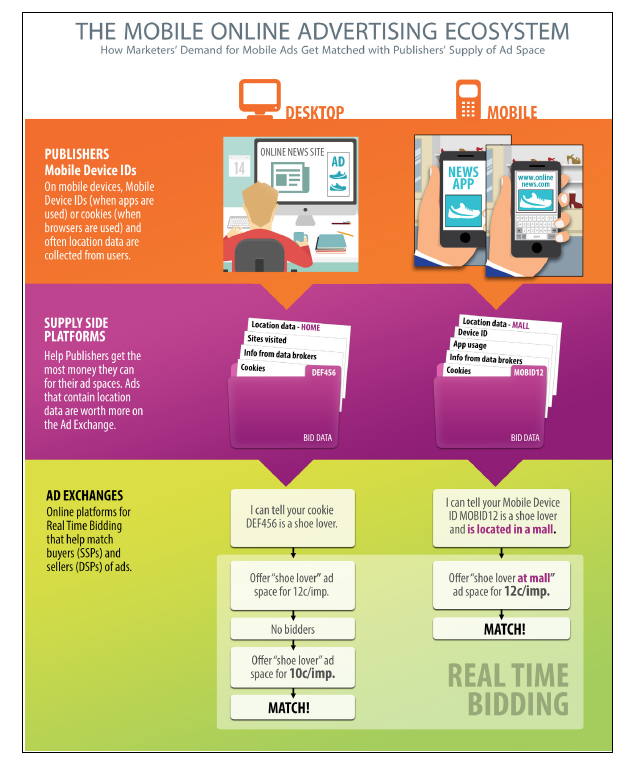 THE MOBILE ONLINE ADVERTISING ECOSYSTEM
How Marketers' Demand for Mobile Ads Get Matched with Publishers' Supply of Ad Space
DESKTOP
MOBILE
PUBLISHERS
Mobile Device IDs
On mobile devices, Mobile
Device IDs (when apps are
used) or cookies (when
browsers are used) and
often location data are
collected from users.
14
ONLINE NEWS SITE
AD
NEWS
APP
www.online
news.com
SUPPLY SIDE
PLATFORMS
Help Publishers get the
most money they can
for their ad spaces. Ads
that contain location
data are worth more on
the Ad Exchange.
Location data - HOME
Sites visited
Info from data brokers
Cookies
DEF456
BID DATA
Location data - MALL
Device ID
App usage
Info from data brokers
Cookies
MOBID12
BID DATA
AD EXCHANGES
Online platforms for
Real Time Bidding
that help match
buyers (SSPs) and
sellers (DSPs) of ads.
I can tell your cookie
DEF456 is a shoe lover.
Offer "shoe lover" ad
space for 12c/imp.
No bidders
Offer "shoe lover" ad
space for 10c/imp.
MATCH!
I can tell your Mobile Device
ID MOBID12 is a shoe lover
and is located in a mall.
Offer "shoe lover at mall"
ad space for 12c/imp.
MATCH!
REAL TIME
BIDDING